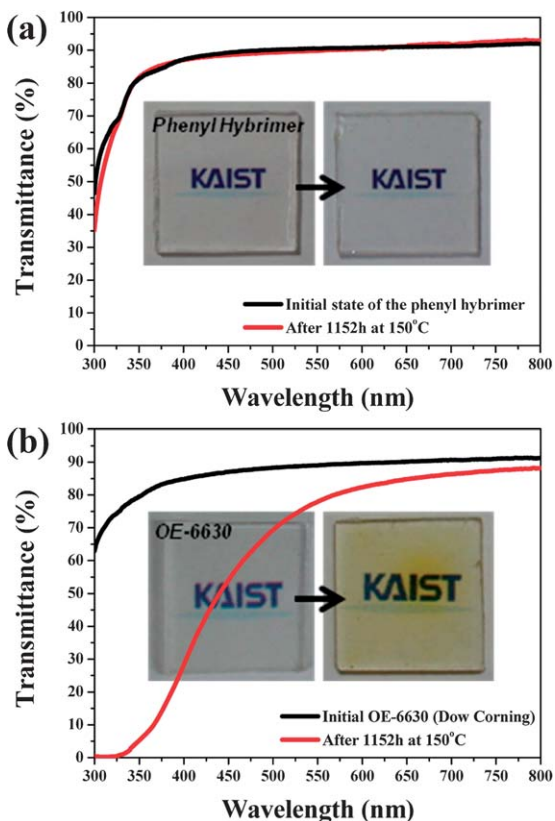 (a)
100
90
80
70
60
50
40
30
20
10
0
Transmittance (%)
Phenyl Hybrimer
KAIST
KAIST
Initial state of the phenyl hybrimer
After 1152h at 150°C
300 350 400 450 500 550 600 650 700 750 800
Wavelength (nm)
(b)
100
90
80
70
60
50
40
30
20
10
0
Transmittance (%)
OE-6630
KAIST
KAIST
Initial OE-6630 (Dow Corning)
After 1152h at 150°C
300 350 400 450 500 550 600 650 700 750 800
Wavelength (nm)